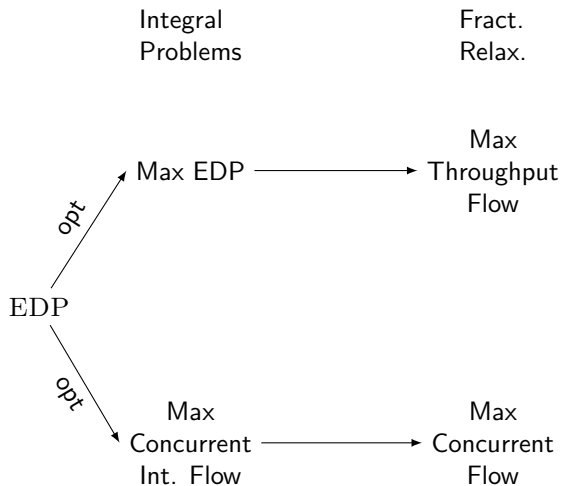 Integral
Problems
Fract.
Relax.
opt
Max EDP
Max
Throughput
Flow
EDP
opt
Max
Concurrent
Int. Flow
Max
Concurrent
Flow